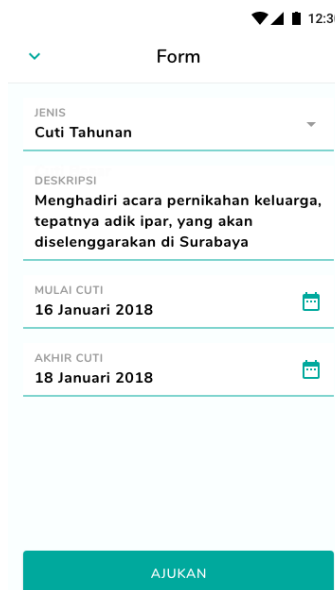 12:30
Form
JENIS
Cuti Tahunan
DESKRIPSI
Menghadiri acara pernikahan keluarga,
tepatnya adik ipar, yang akan
diselenggarakan di Surabaya
MULAI CUTI
16 Januari 2018
AKHIR CUTI
18 Januari 2018
AJUKAN